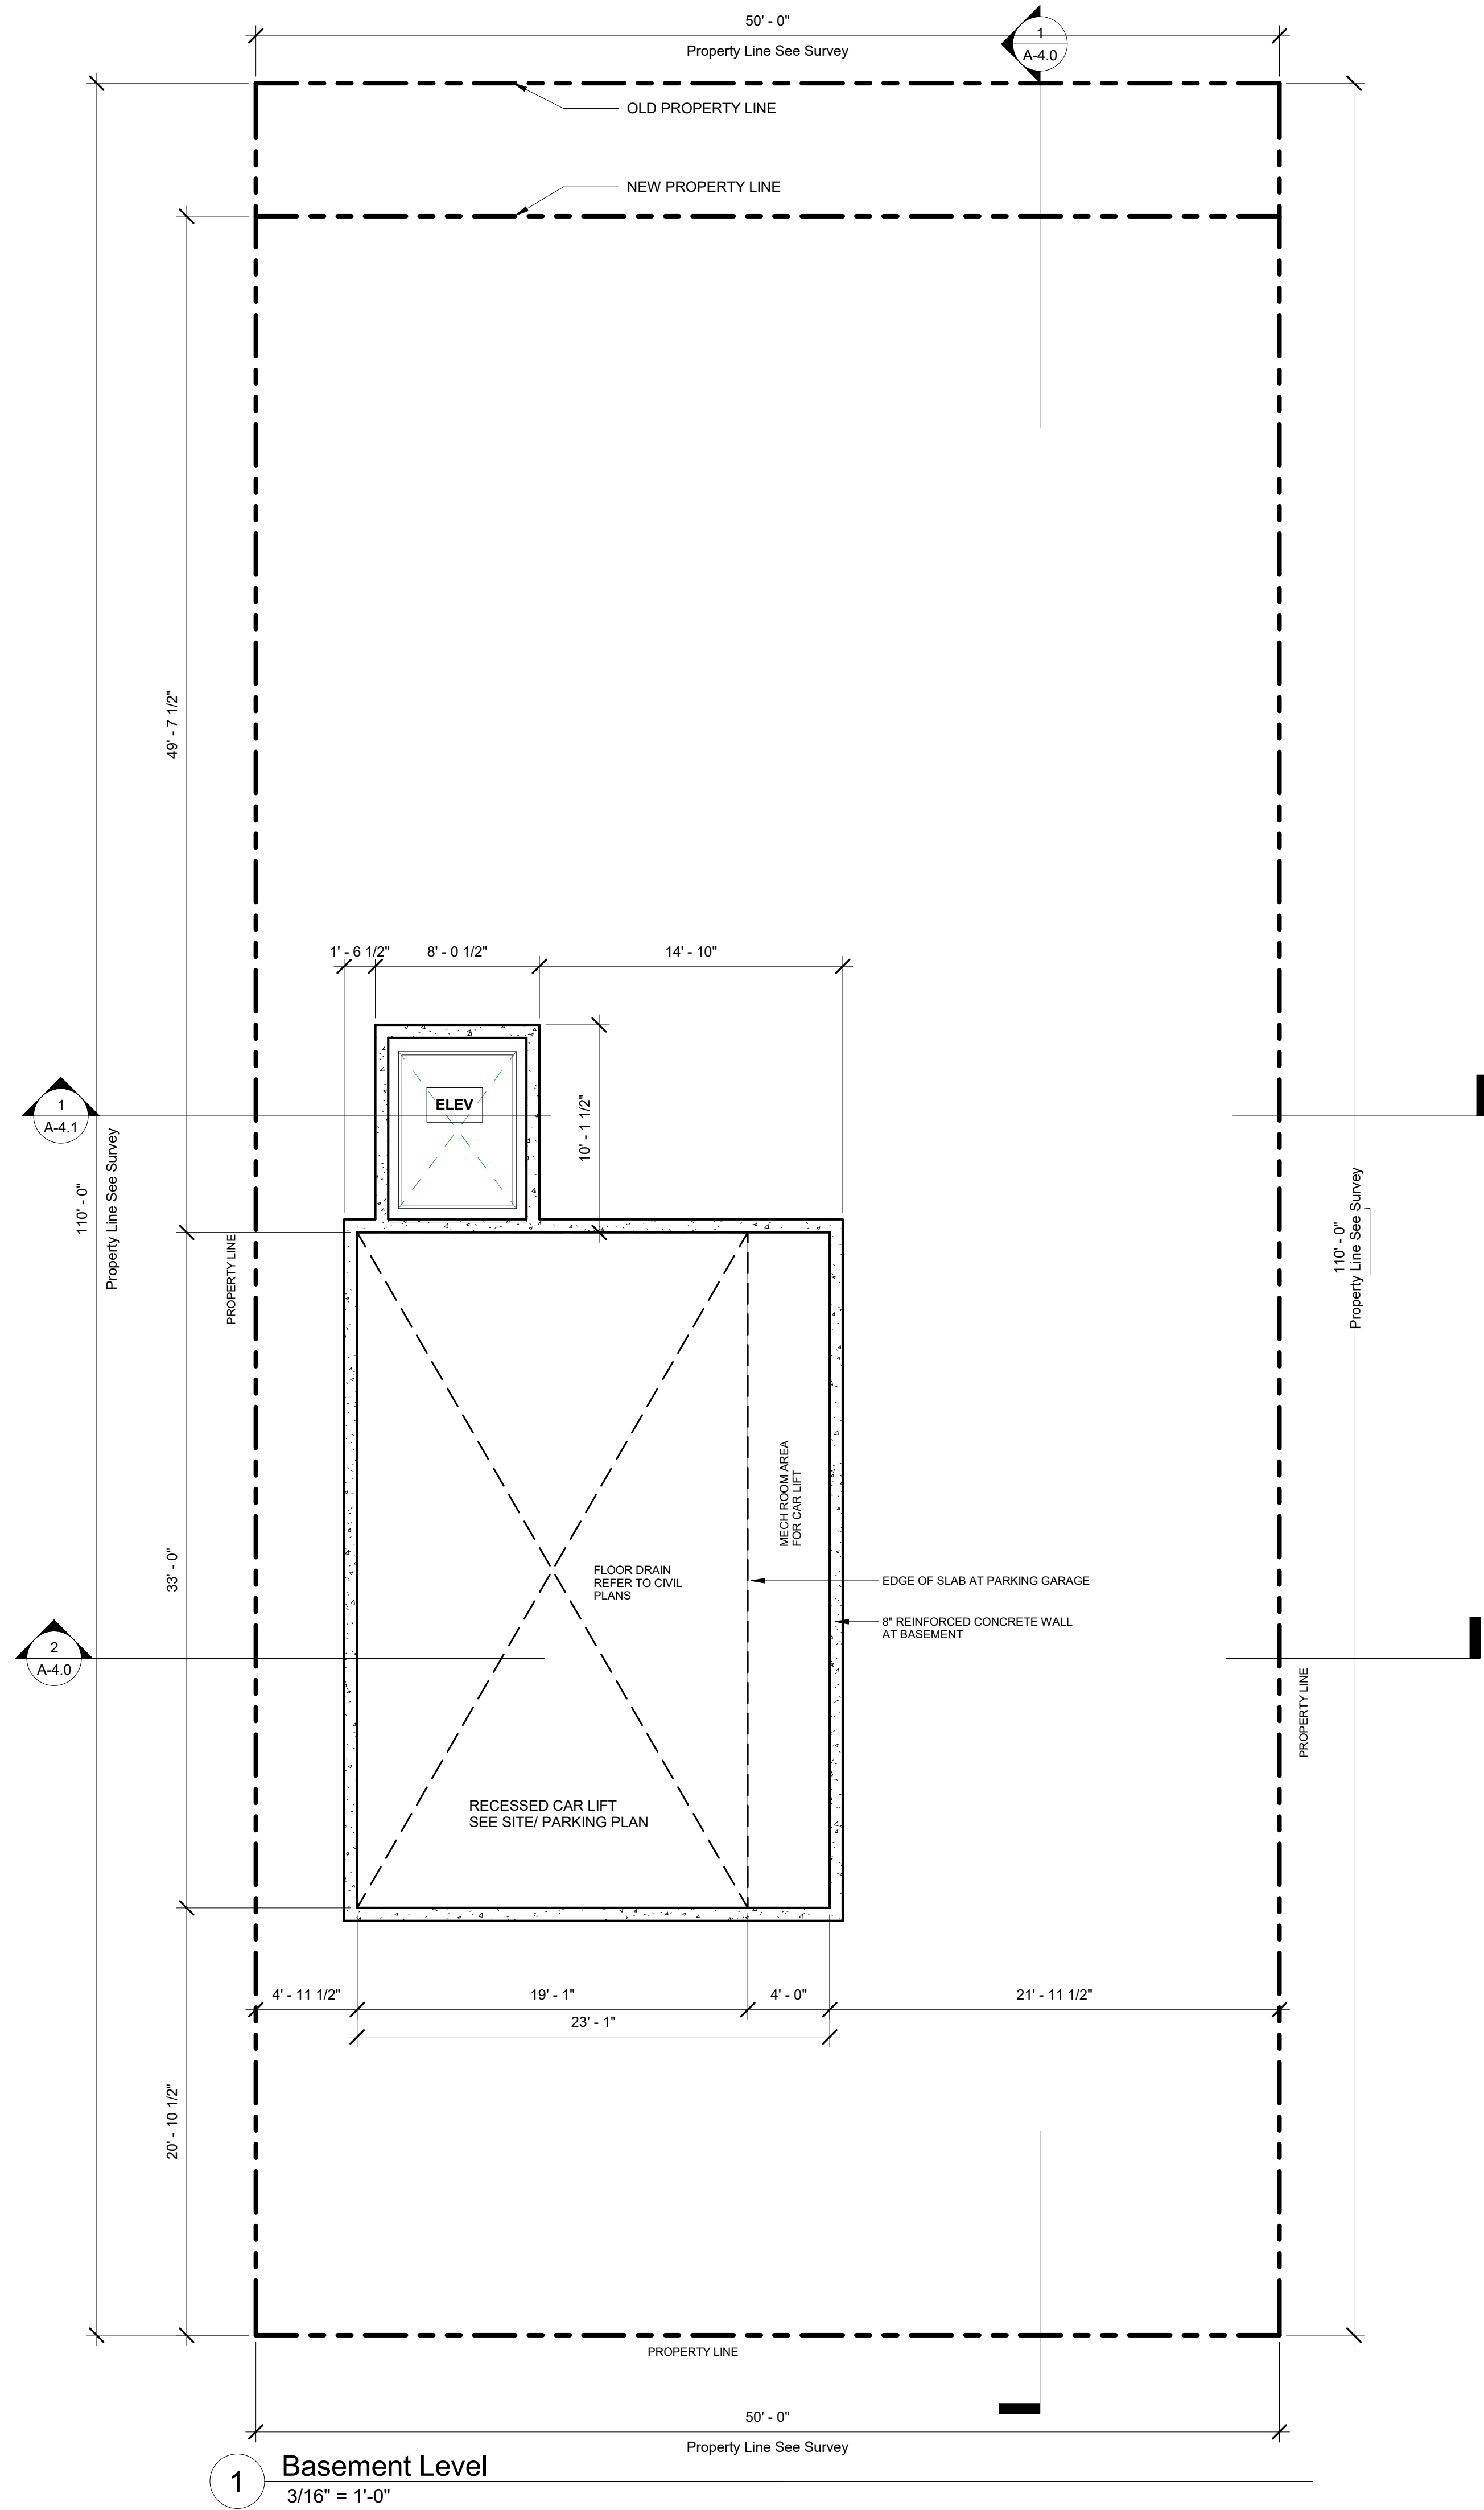 50' - 0"
Property Line See Survey
1
A-4.0
OLD PROPERTY LINE
NEW PROPERTY LINE
49' - 7 1/2"
1' - 6 1/2"
8' - 0 1/2"
14' - 10"
ELEV
10' - 1 1/2"
1
A-4.1
110' - 0"
Property Line See Survey
PROPERTY LINE
110' - 0"
Property Line See Survey
MECH ROOM AREA
FOR CAR LIFT
33' - 0"
FLOOR DRAIN
REFER TO CIVIL
PLANS
EDGE OF SLAB AT PARKING GARAGE
8" REINFORCED CONCRETE WALL
AT BASEMENT
2
A-4.0
PROPERTY LINE
RECESSED CAR LIFT
SEE SITE/ PARKING PLAN
4' - 11 1/2"
19' - 1"
4' - 0"
21' - 11 1/2"
23' - 1"
20' - 10 1/2"
PROPERTY LINE
50' - 0"
Property Line See Survey
1
Basement Level
3/16" = 1'-0"